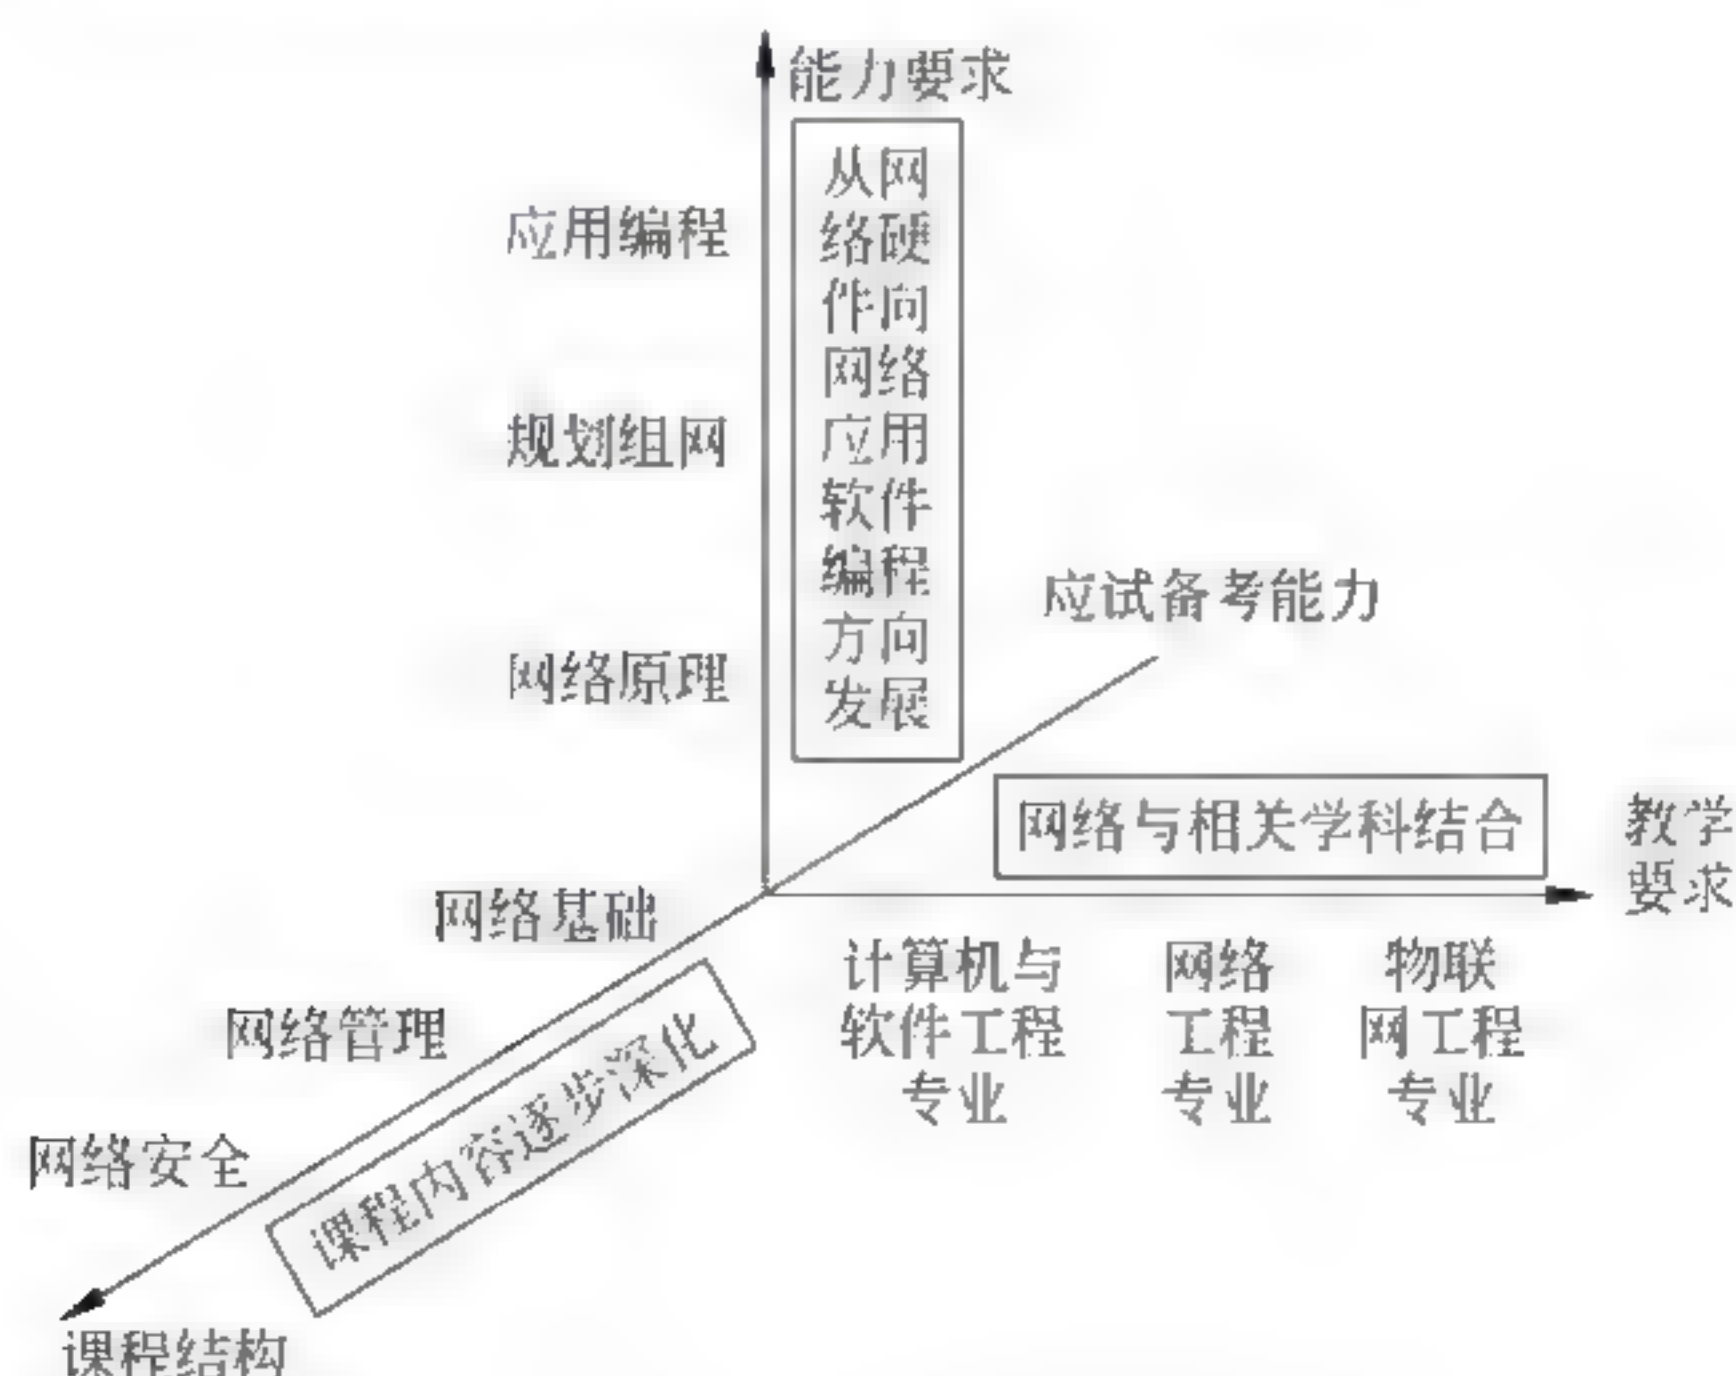 能力要求
从网
络硬
件向
网络
应用
软件
编程
方向
发展
应用编程
规划组网
网络原理
应试备考能力
网络与相关学科结合
教学
要求
网络基础
网络管理
网络安全
课程内容逐步深化
课程结构
计算机与
软件工程
专业
网络
工程
专业
物联
网工程
专业